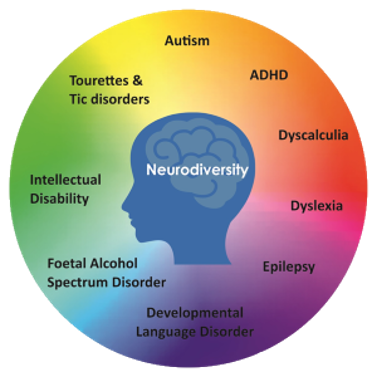 Autism
ADHD
Tourettes &
Tic disorders
Dyscalculia
Neurodiversity
Intellectual
Disability
Dyslexia
Foetal Alcohol
Spectrum Disorder
Epilepsy
Developmental
Language Disorder